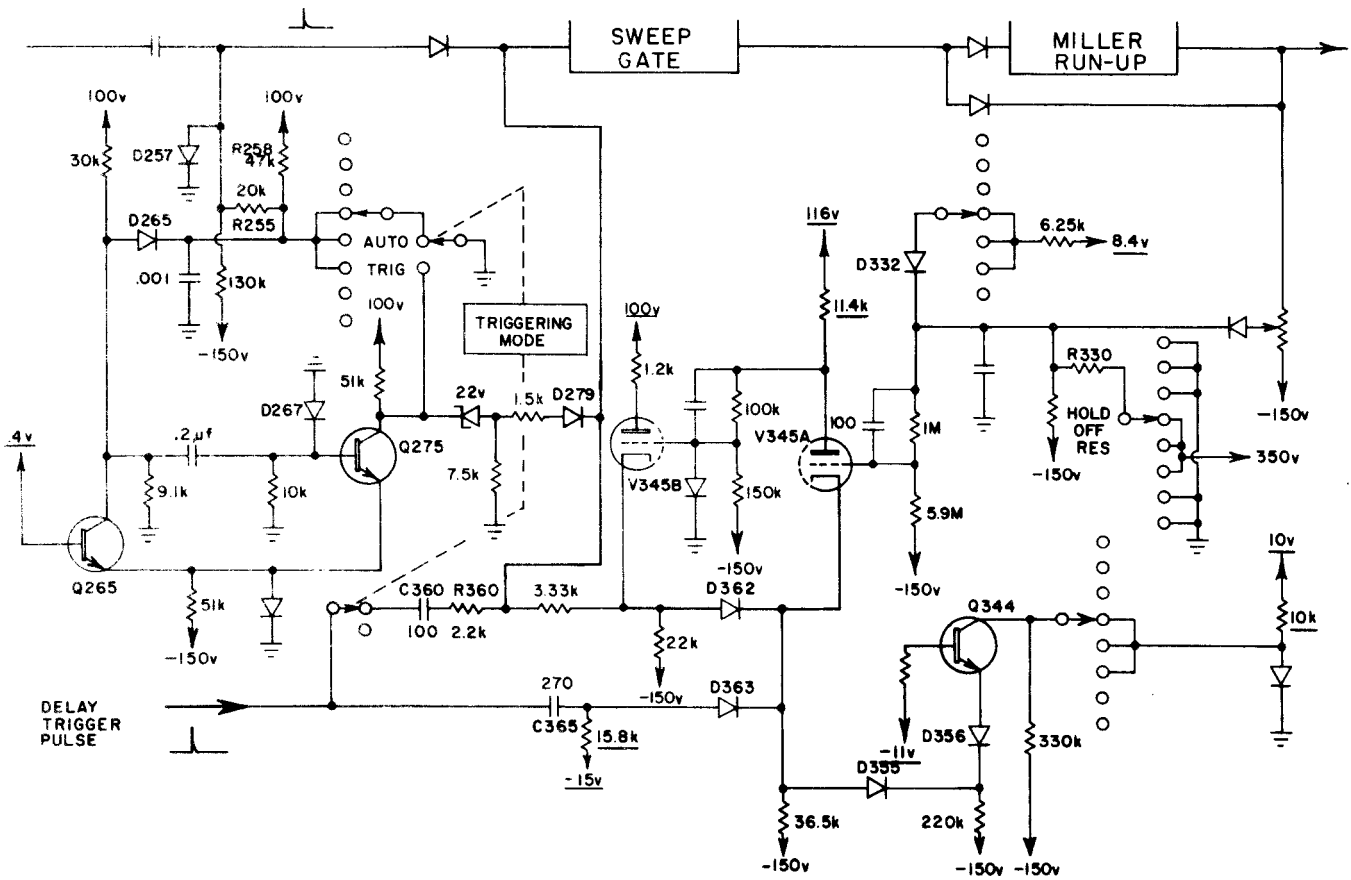 SWEEP
GATE
MILLER
RUN-UP
100v
100v
30k
D257
R258
47k
20k
R255
D265
.001
130k
-150v
AUTO
TRIG
100v
TRIGGERING
MODE
51k
22v
1.5k
D279
D267
Q275
7.5k
.4v
.2µf
9.1k
10k
Q265
51k
-150v
100v
1.2k
100k
150k
V345B
-150v
116v
11.4k
V345A
100
1M
5.9M
-150v
D332
6.25k
8.4v
R330
HOLD
OFF
RES
-150v
-150v
350v
C360
100
R360
2.2k
3.33k
22k
-150v
D362
DELAY
TRIGGER
PULSE
270
C365
15.8k
-15v
D363
Q344
-11v
D356
D355
36.5k
-150v
220k
-150v
330k
-150v
10v
10k